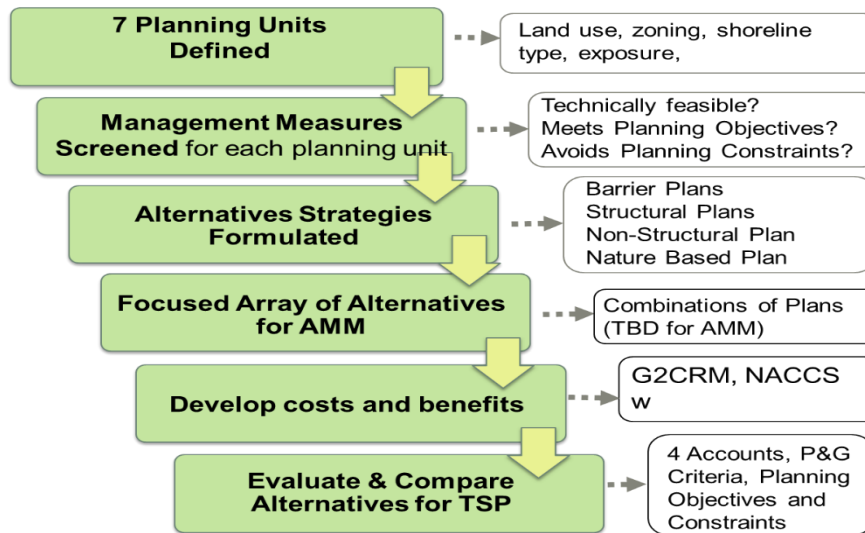 7 Planning Units
Defined
Land use, zoning, shoreline
type, exposure,
Management Measures
Screened for each planning unit
Technically feasible?
Meets Planning Objectives?
Avoids Planning Constraints?
Alternatives Strategies
Formulated
Barrier Plans
Structural Plans
Non-Structural Plan
Nature Based Plan
Focused Array of Alternatives
for AMM
Combinations of Plans
(TBD for AMM)
Develop costs and benefits
G2CRM, NACCS
w
Evaluate & Compare
Alternatives for TSP
4 Accounts, P&G
Criteria, Planning
Objectives and
Constraints